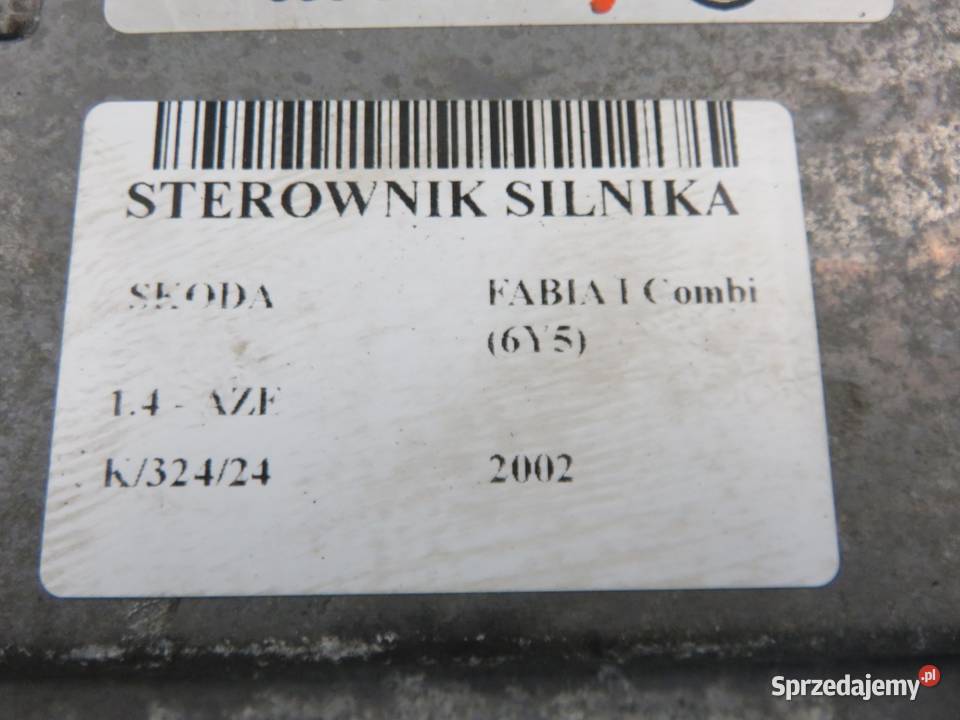 STEROWNIK SILNIKA
SKODA FABIA I Combi
(6Y5)
1.4 - AZE
K/324/24 2002
Sprzedajemy.pl